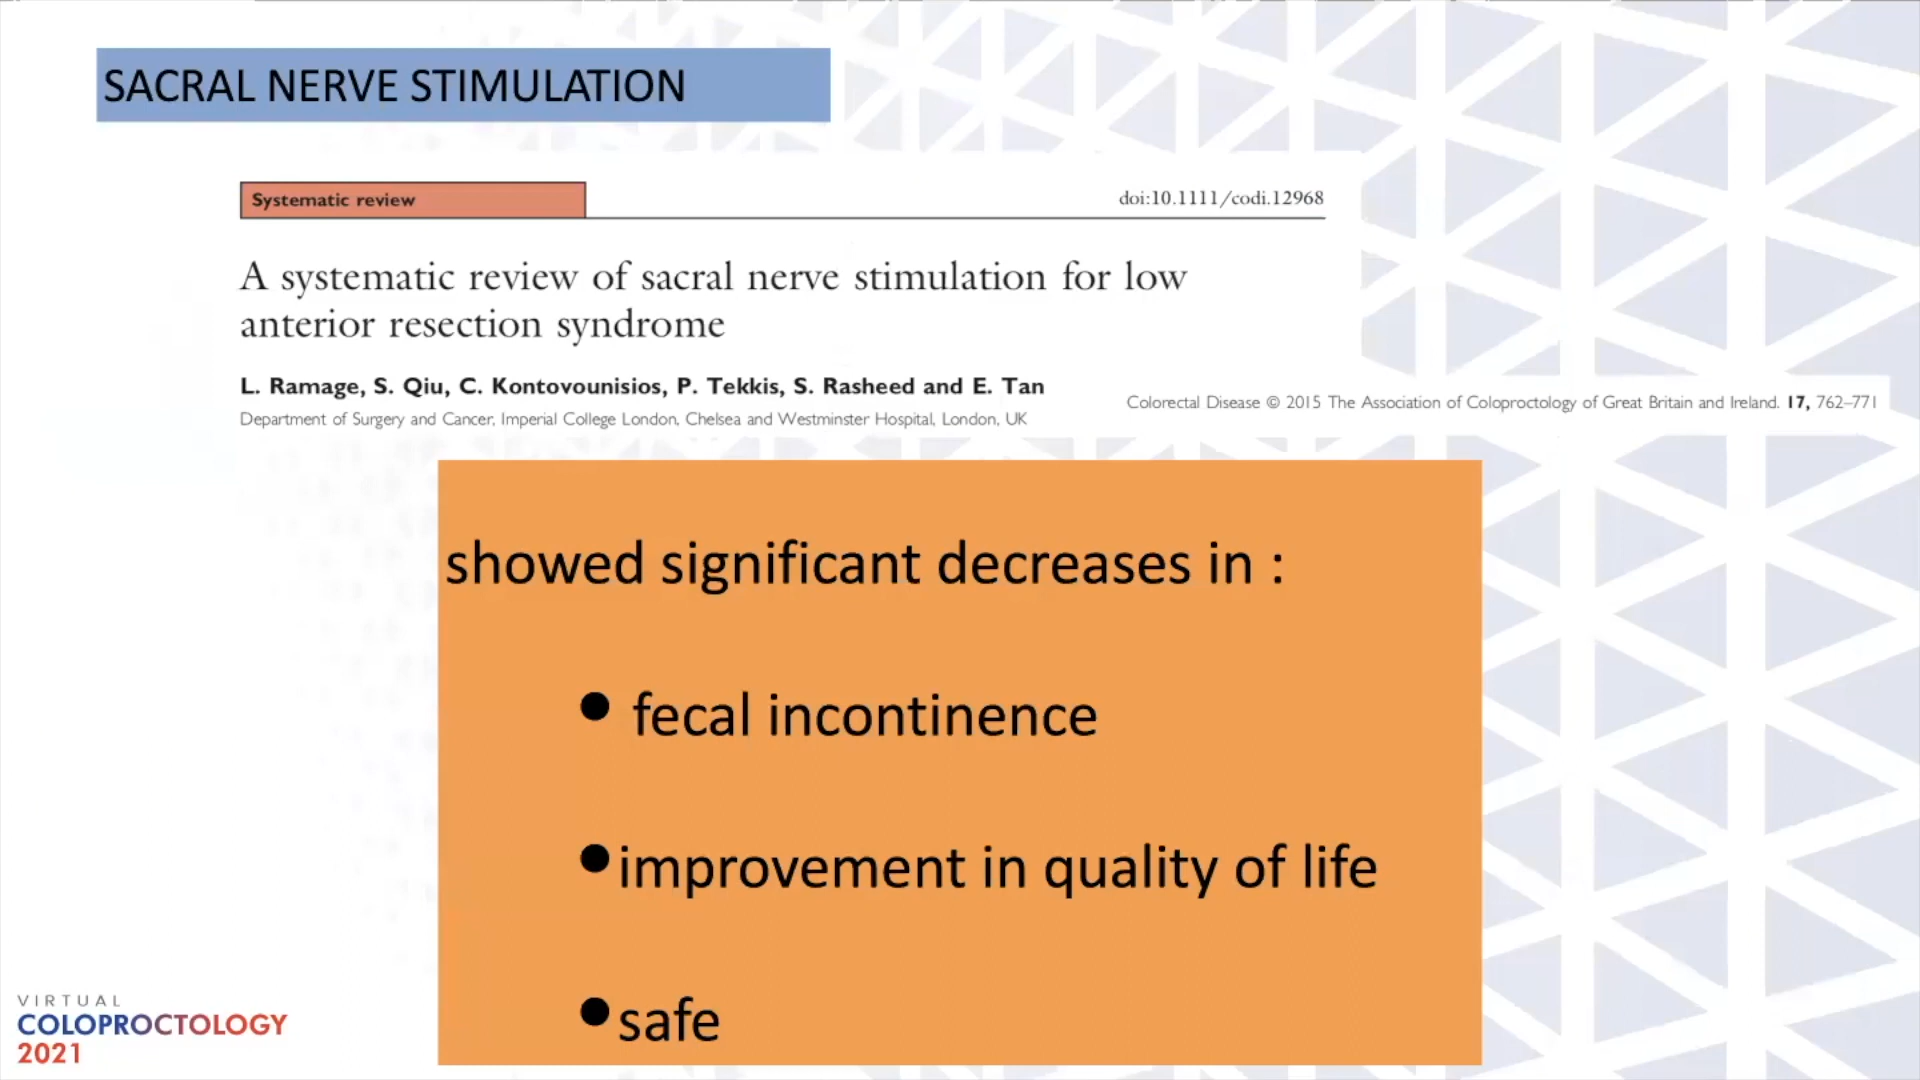 SACRAL NERVE STIMULATION
Systematic review
doi:10.1111/codi.12968
A systematic review of sacral nerve stimulation for low
anterior resection syndrome
L. Ramage, S. Qiu, C. Kontovounisios, P. Tekkis, S. Rasheed and E. Tan
Department of Surgery and Cancer, Imperial College London, Chelsea and Westminster Hospital, London, UK
Colorectal Disease © 2015 The Association of Coloproctology of Great Britain and Ireland. 17, 762–771
showed significant decreases in :
• fecal incontinence
•improvement in quality of life
•safe
VIRTUAL
COLOPROCTOLOGY
2021